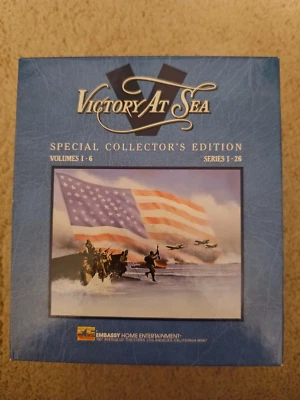 V
VICTORY AT SEA
SPECIAL COLLECTOR'S EDITION
VOLUMES 1 - 6 SERIES 1 - 26
EMBASSY HOME ENTERTAINMENT